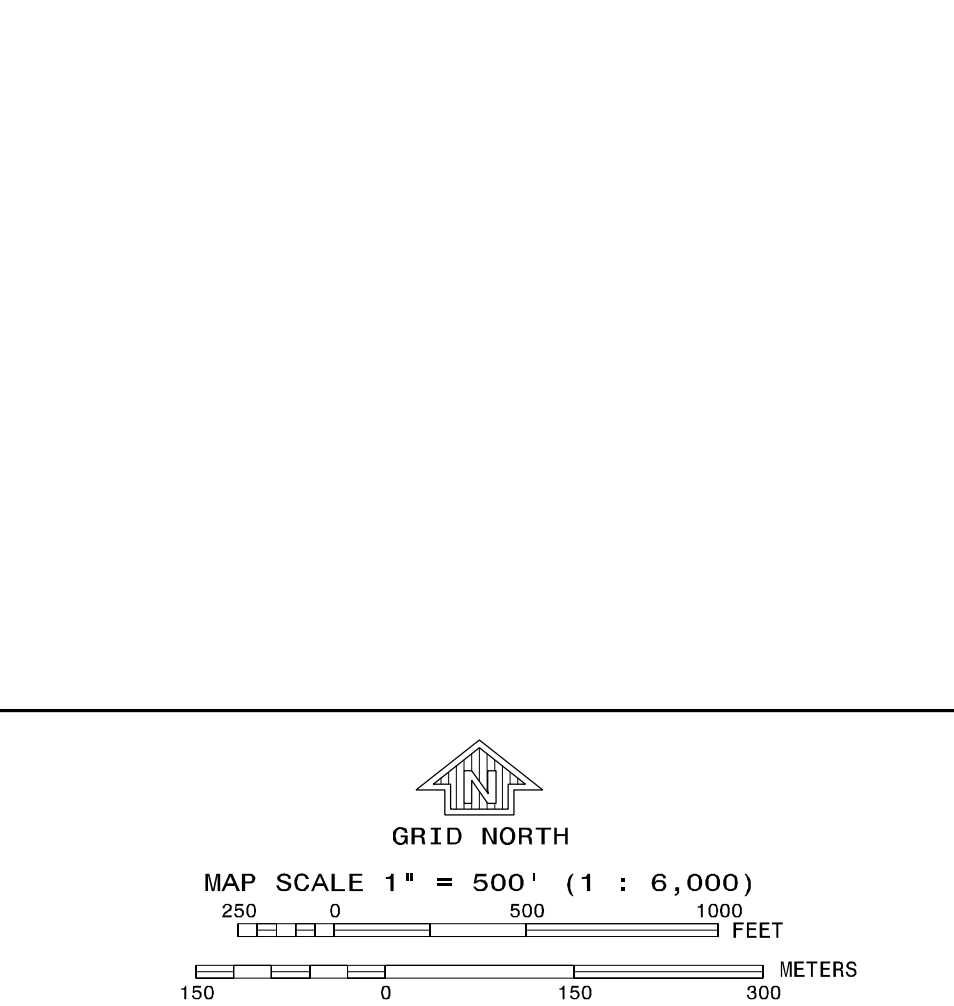 N
GRID NORTH
MAP SCALE 1" = 500' (1 : 6,000)
250 0 500 1000
FEET
METERS
150 0 150 300